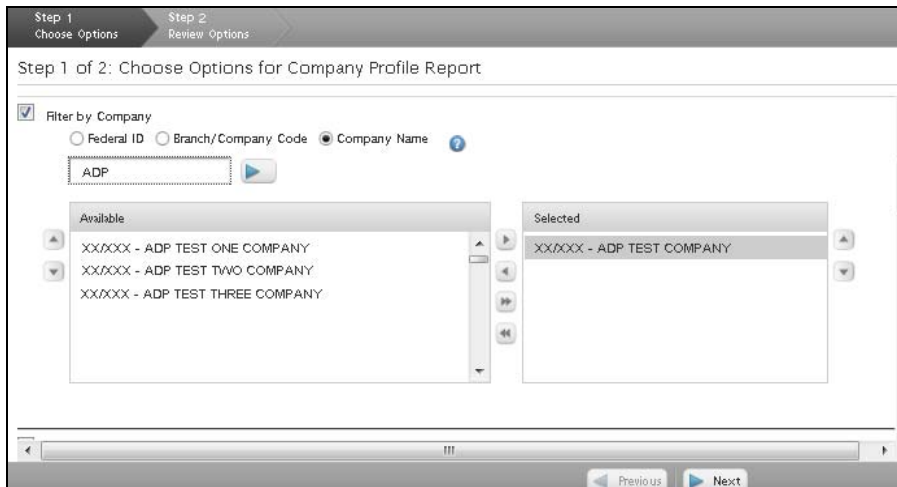 Step 1
Choose Options
Step 2
Review Options
Step 1 of 2: Choose Options for Company Profile Report
Filter by Company
Federal ID Branch/Company Code Company Name ?
ADP
Available
XX/XXX - ADP TEST ONE COMPANY
XX/XXX - ADP TEST TWO COMPANY
XX/XXX - ADP TEST THREE COMPANY
Selected
XX/XXX - ADP TEST COMPANY
Previous Next